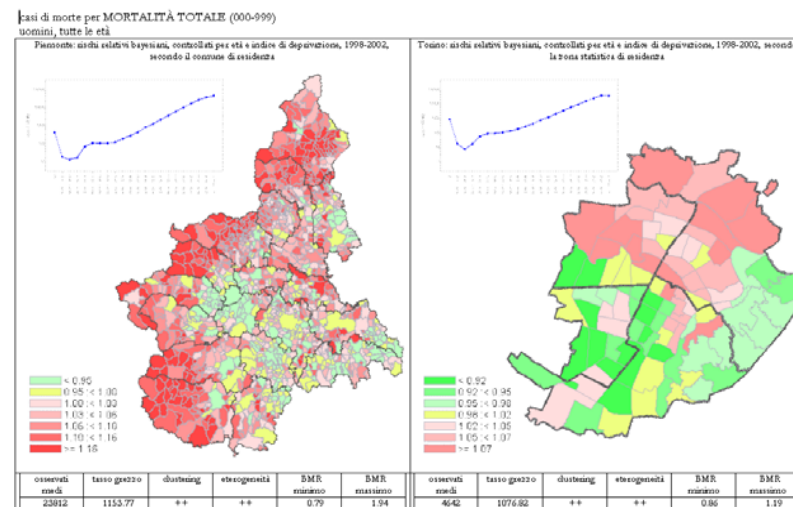 casi di morte per MORTALITÀ TOTALE (000-999)
uomini, tutte le età
Piemonte: rischi relativi bayesiani, controllati per età e indice di deprivazione, 1998-2002,
secondo il comune di residenza
Torino: rischi relativi bayesiani, controllati per età e indice di deprivazione, 1998-2002, secondo
la zona statistica di residenza
< 0.95
0.95 -| < 1.00
1.00 -| < 1.03
1.03 -| < 1.06
1.06 -| < 1.10
1.10 -| < 1.16
>= 1.16
< 0.92
0.92 -| < 0.95
0.95 -| < 0.98
0.98 -| < 1.02
1.02 -| < 1.05
1.05 -| < 1.07
>= 1.07
osservati medi tasso grezzo clustering eterogeneità BMR minimo BMR massimo
23812 1153.77 ++ ++ 0.79 1.94
osservati medi tasso grezzo clustering eterogeneità BMR minimo BMR massimo
4642 1076.82 ++ ++ 0.86 1.19